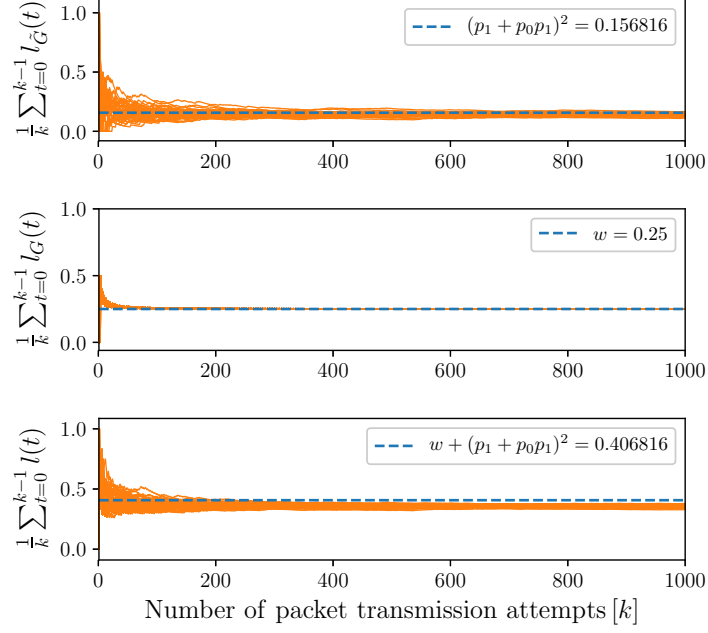 1.0
0.5
0.0
0 200 400 600 800 1000
$\frac{1}{k}\sum_{t=0}^{k-1} l_{\tilde{G}}(t)$
$(p_1 + p_0 p_1)^2 = 0.156816$
1.0
0.5
0.0
0 200 400 600 800 1000
$\frac{1}{k}\sum_{t=0}^{k-1} l_{G}(t)$
$w = 0.25$
1.0
0.5
0.0
0 200 400 600 800 1000
$\frac{1}{k}\sum_{t=0}^{k-1} l(t)$
$w + (p_1 + p_0 p_1)^2 = 0.406816$
Number of packet transmission attempts [k]